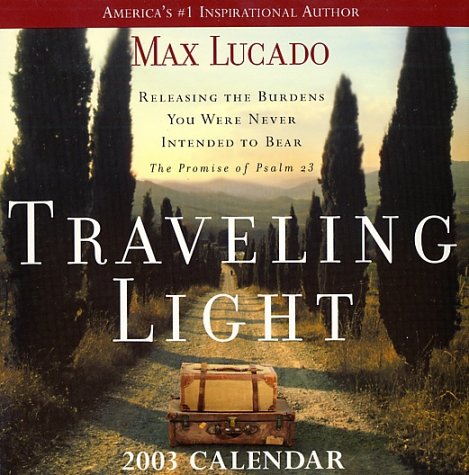 America's #1 Inspirational Author
Max Lucado
Releasing the Burdens
You Were Never
Intended to Bear
The Promise of Psalm 23
Traveling
Light
2003 Calendar